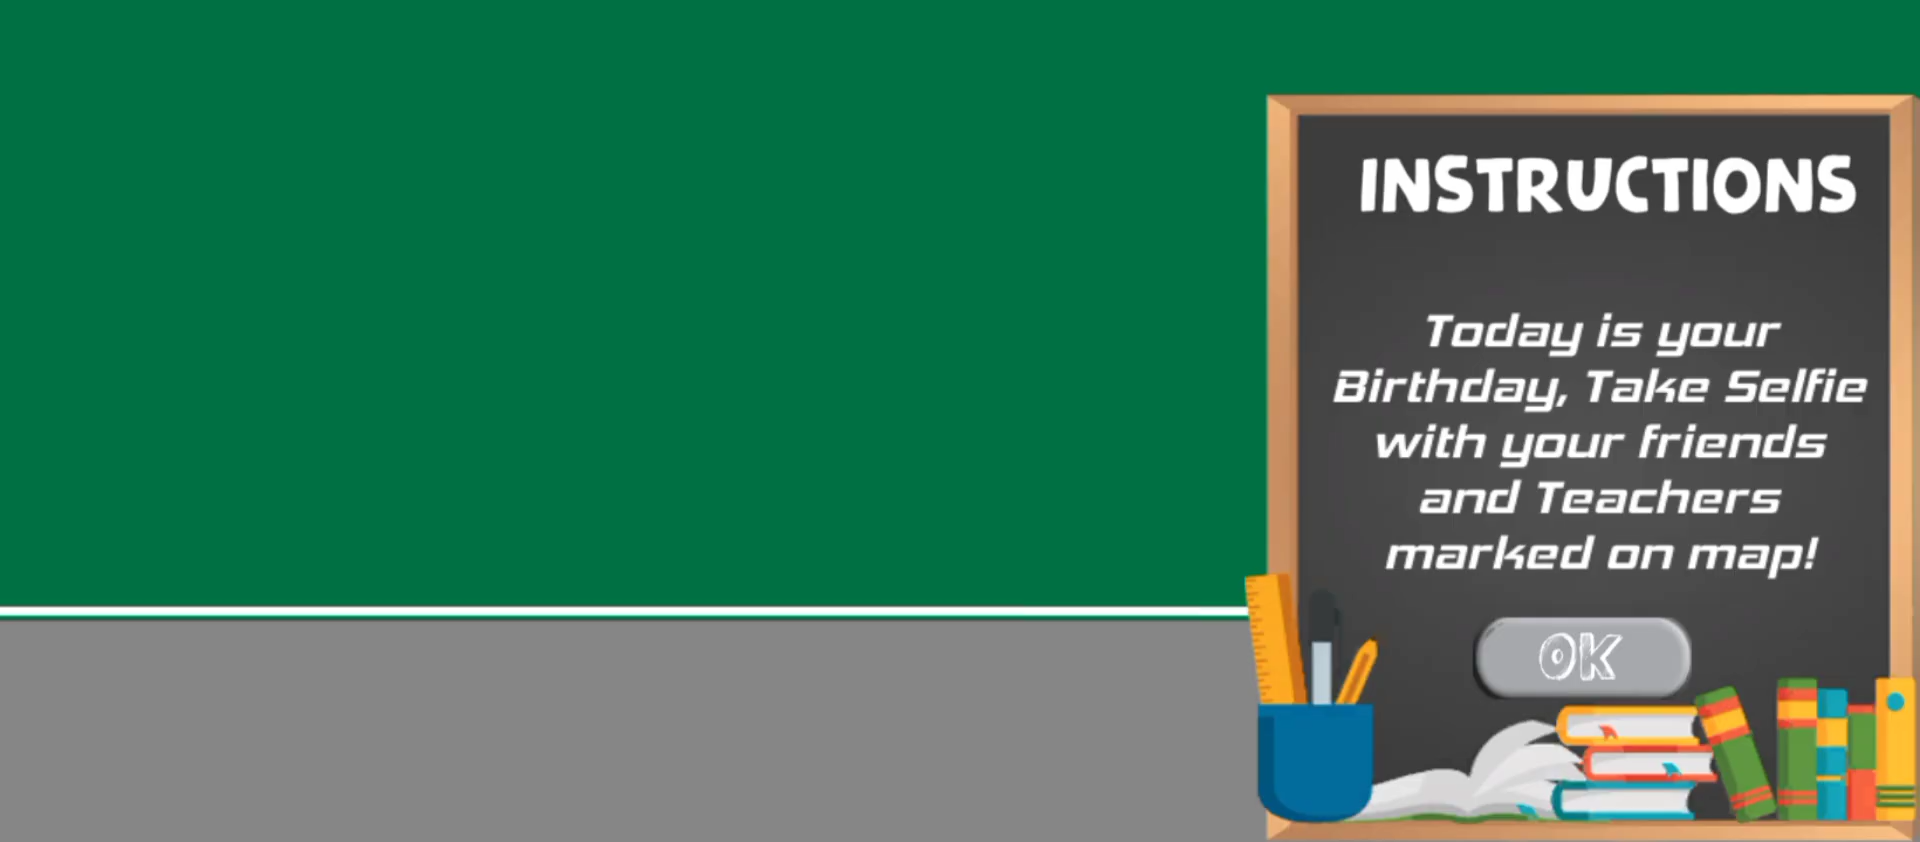 INSTRUCTIONS
Today is your
Birthday, Take Selfie
with your friends
and Teachers
marked on map!
OK